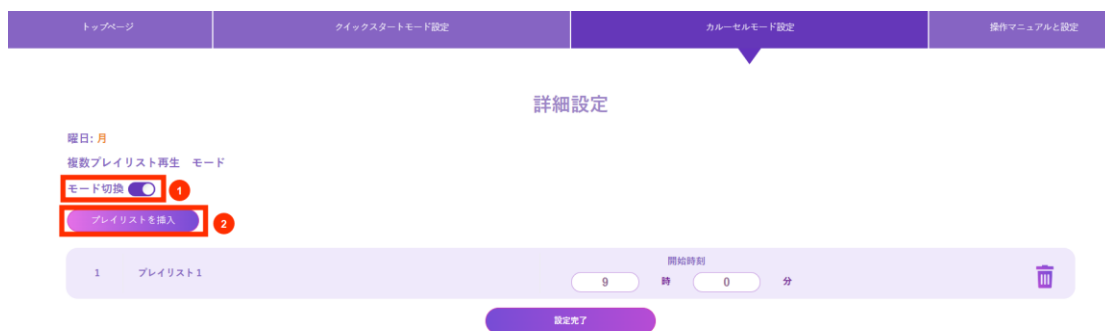 トップページ クイックスタートモード設定 カルーセルモード設定 操作マニュアルと設定
詳細設定
曜日: 月
複数プレイリスト再生　モード
モード切換 1
プレイリストを挿入 2
開始時刻
1 プレイリスト1 9 時 0 分
設定完了